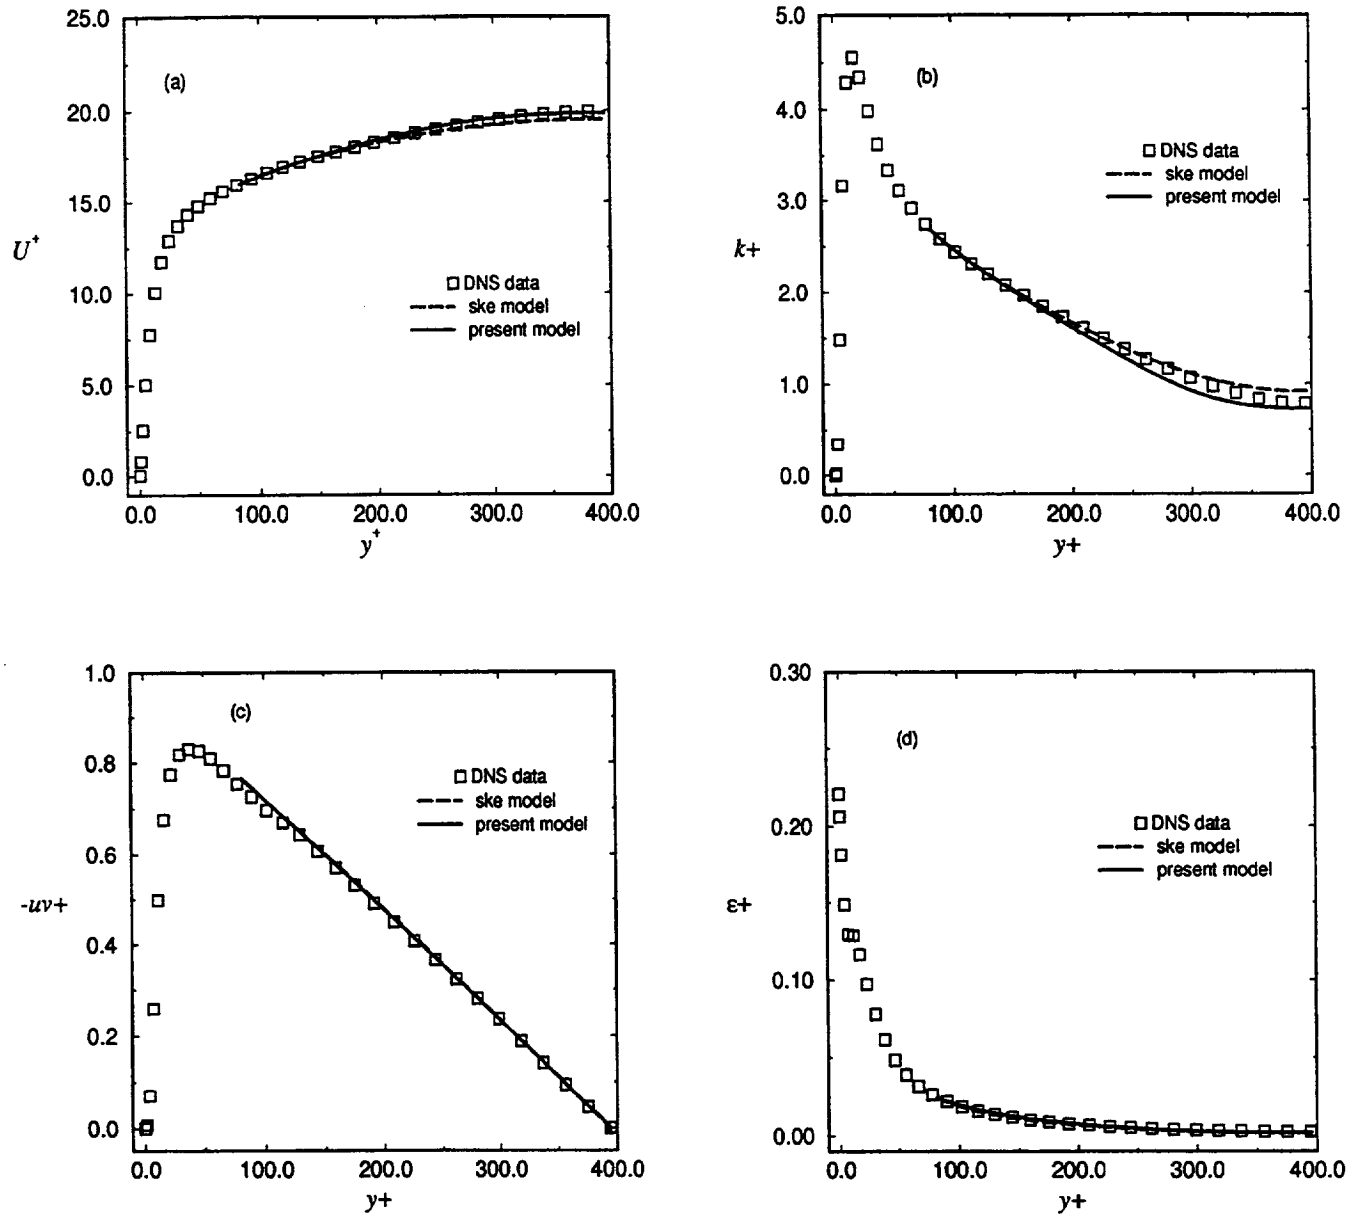 25.0
(a)
20.0
15.0
U⁺
10.0
DNS data
ske model
present model
5.0
0.0
0.0 100.0 200.0 300.0 400.0
y⁺
5.0
(b)
4.0
DNS data
ske model
present model
3.0
k+
2.0
1.0
0.0
0.0 100.0 200.0 300.0 400.0
y+
1.0
(c)
0.8
DNS data
ske model
present model
0.6
-uv+
0.4
0.2
0.0
0.0 100.0 200.0 300.0 400.0
y+
0.30
(d)
0.20
DNS data
ske model
present model
ε+
0.10
0.00
0.0 100.0 200.0 300.0 400.0
y+